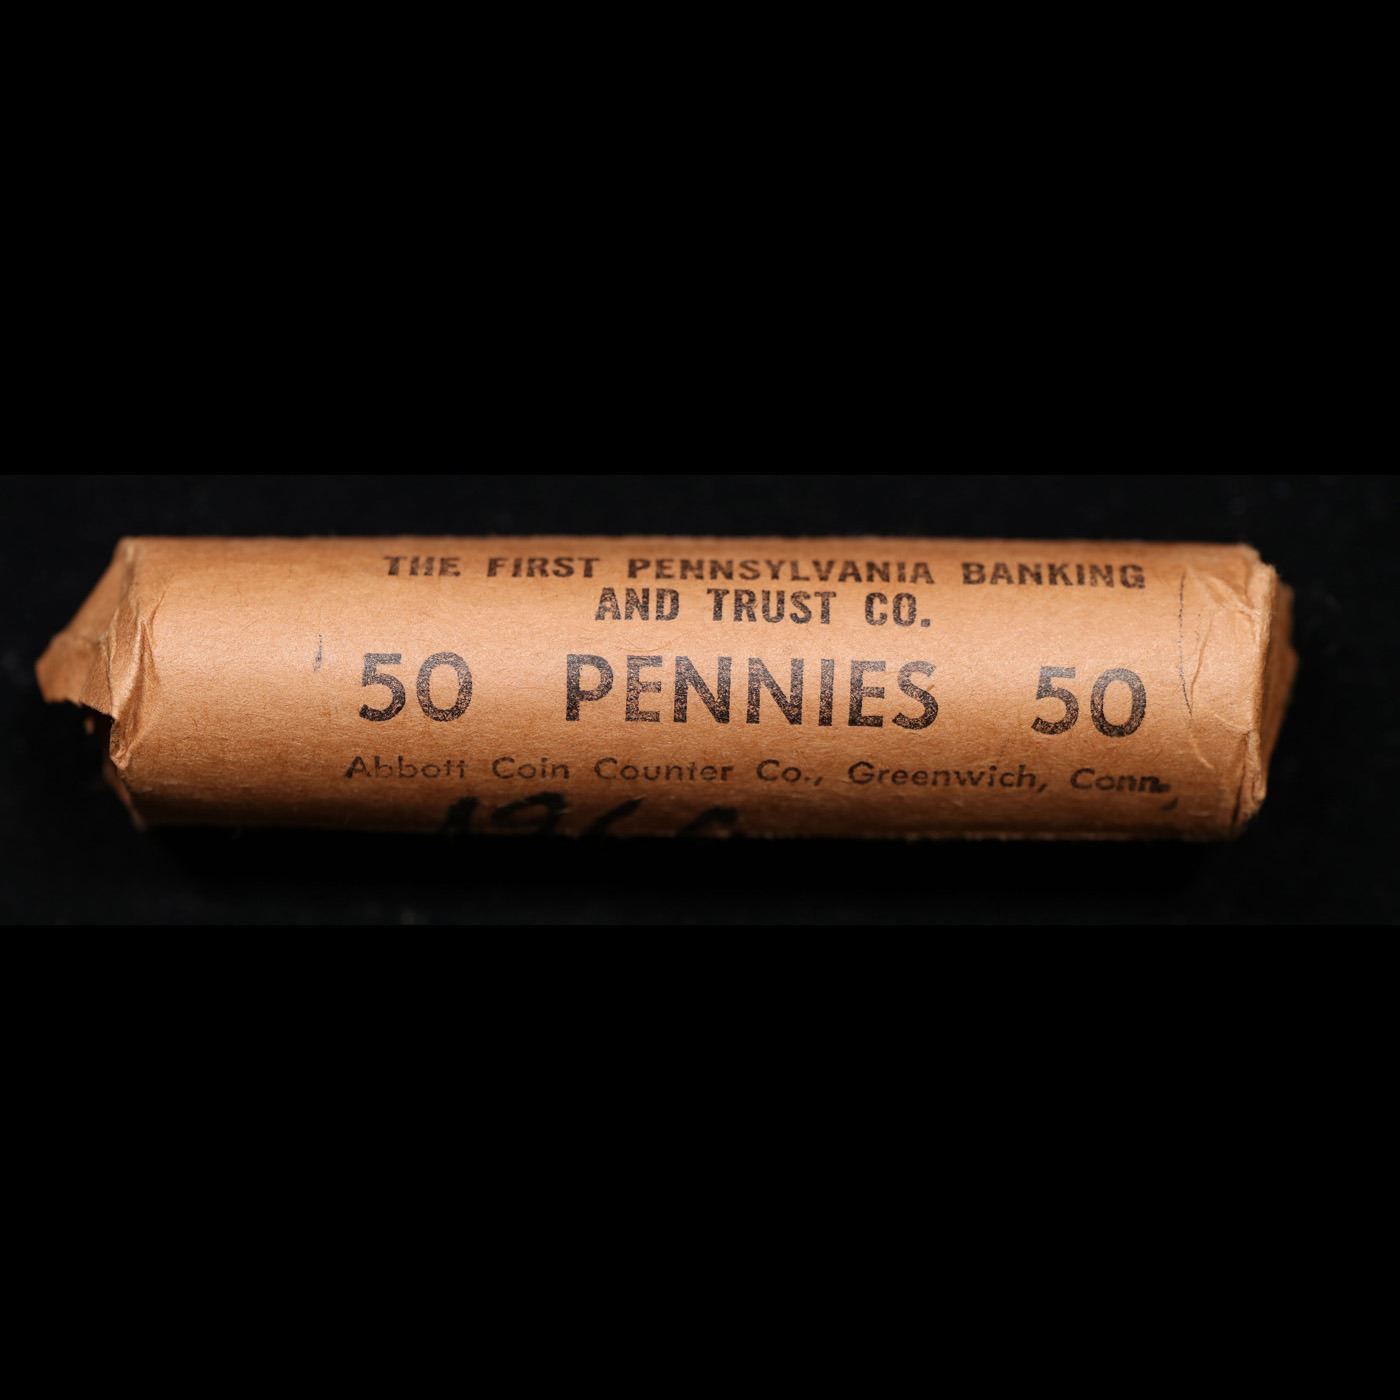 THE FIRST PENNSYLVANIA BANKING
AND TRUST CO.
50 PENNIES 50
Abbott Coin Counter Co., Greenwich, Conn.